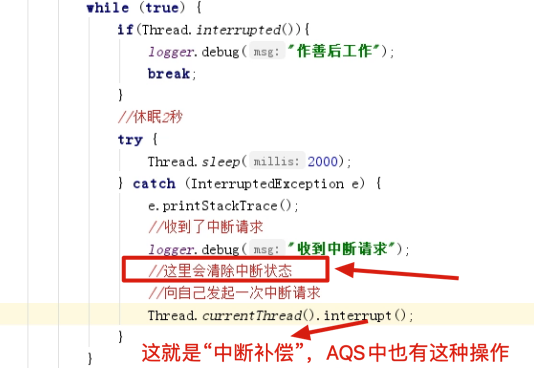 while (true) {
if(Thread.interrupted()){
logger.debug( msg: "作善后工作");
break;
}
//休眠2秒
try {
Thread.sleep( millis: 2000);
} catch (InterruptedException e) {
e.printStackTrace();
//收到了中断请求
logger.debug( msg: "收到中断请求");
//这里会清除中断状态
//向自己发起一次中断请求
Thread.currentThread().interrupt();
}
这就是“中断补偿”，AQS中也有这种操作
}